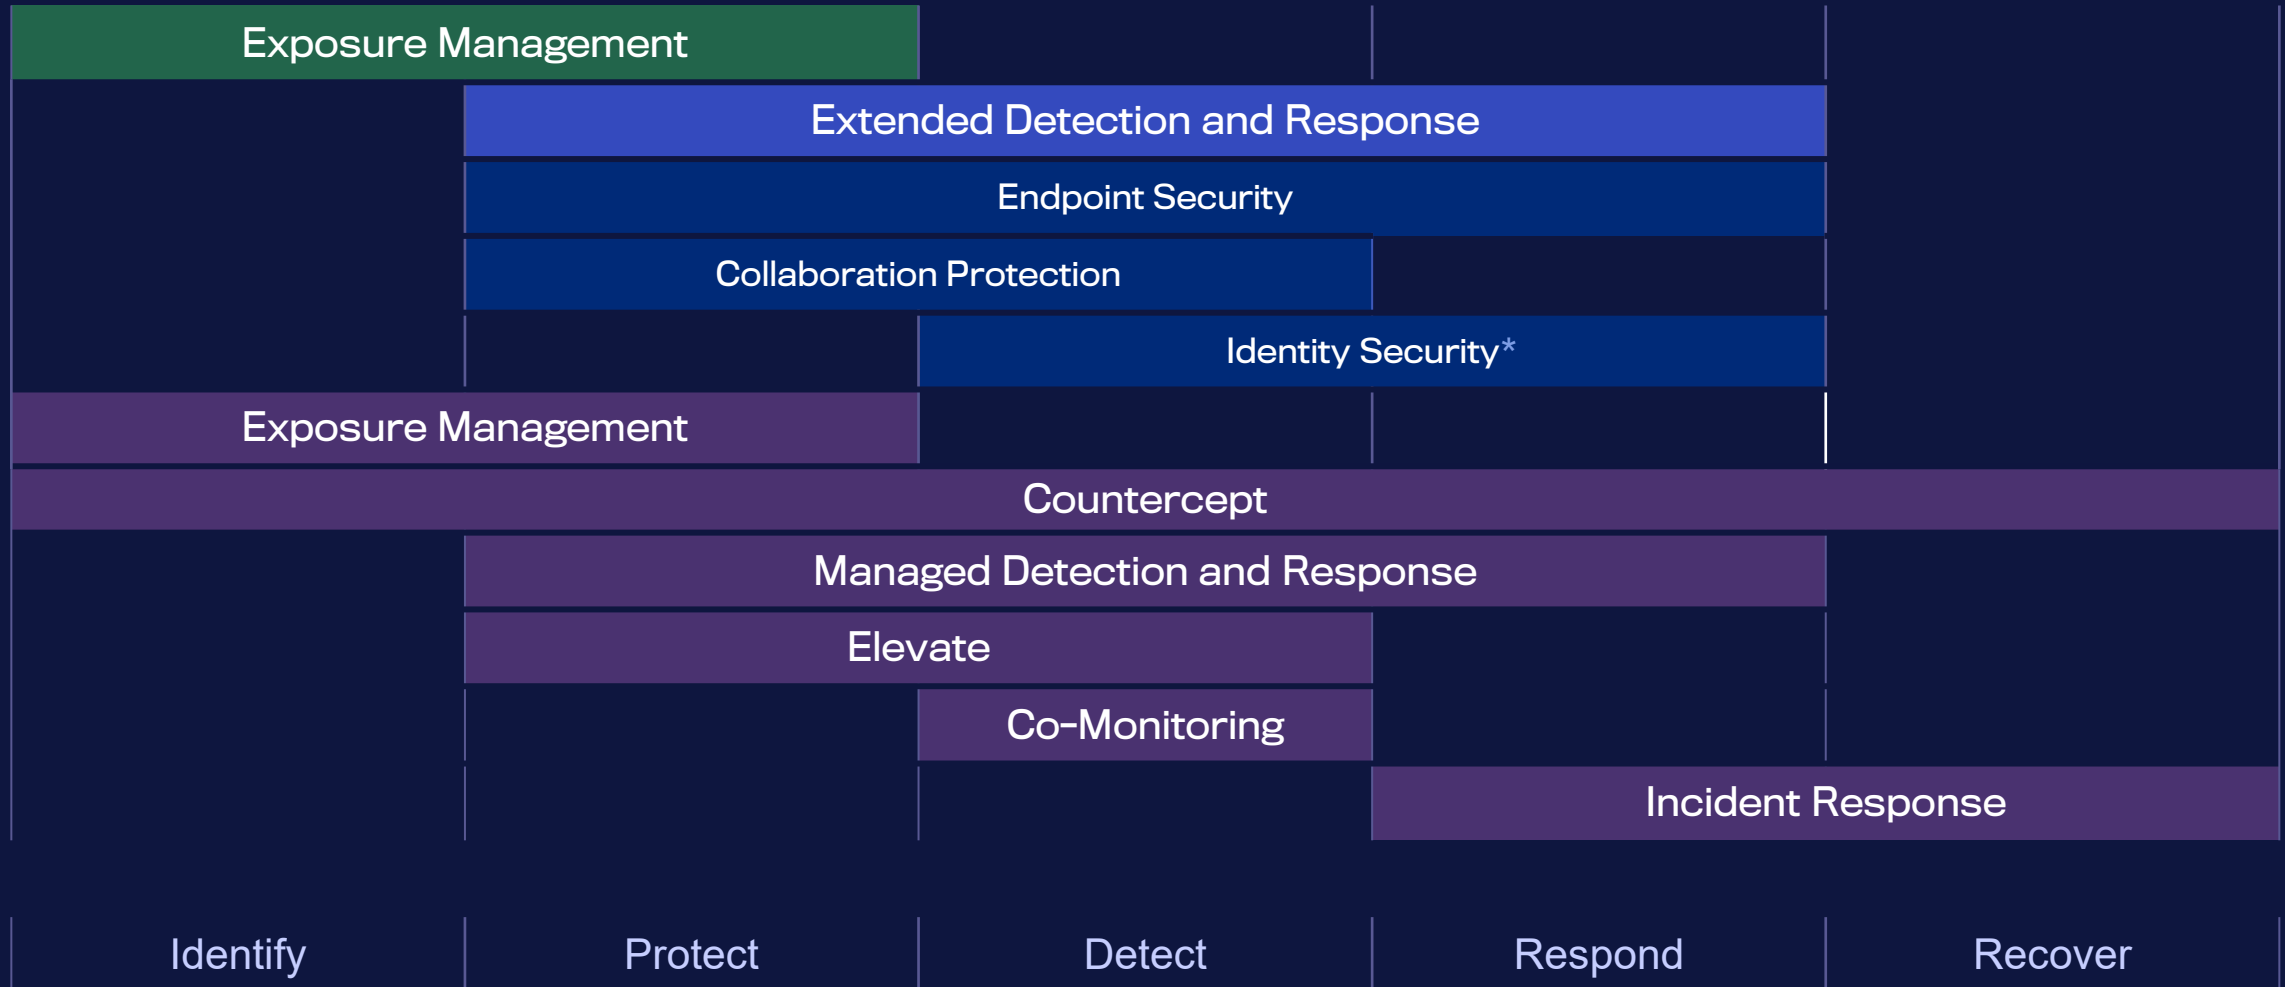 Exposure Management
Extended Detection and Response
Endpoint Security
Collaboration Protection
Identity Security*
Exposure Management
Countercept
Managed Detection and Response
Elevate
Co-Monitoring
Incident Response
Identify
Protect
Detect
Respond
Recover